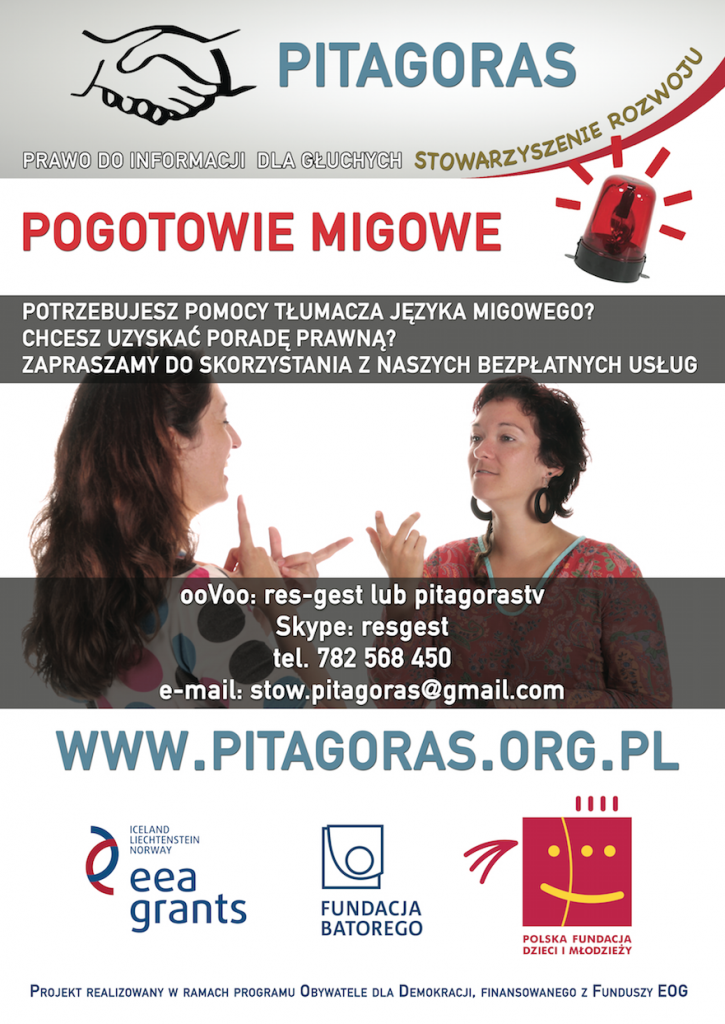 PITAGORAS
STOWARZYSZENIE ROZWOJU
PRAWO DO INFORMACJI DLA GŁUCHYCH
POGOTOWIE MIGOWE
POTRZEBUJESZ POMOCY TŁUMACZA JĘZYKA MIGOWEGO?
CHCESZ UZYSKAĆ PORADĘ PRAWNĄ?
ZAPRASZAMY DO SKORZYSTANIA Z NASZYCH BEZPŁATNYCH USŁUG
ooVoo: res-gest lub pitagorastv
Skype: resgest
tel. 782 568 450
e-mail: stow.pitagoras@gmail.com
WWW.PITAGORAS.ORG.PL
ICELAND
LIECHTENSTEIN
NORWAY
eea
grants
FUNDACJA
BATOREGO
POLSKA FUNDACJA
DZIECI I MŁODZIEŻY
PROJEKT REALIZOWANY W RAMACH PROGRAMU OBYWATELE DLA DEMOKRACJI, FINANSOWANEGO Z FUNDUSZY EOG